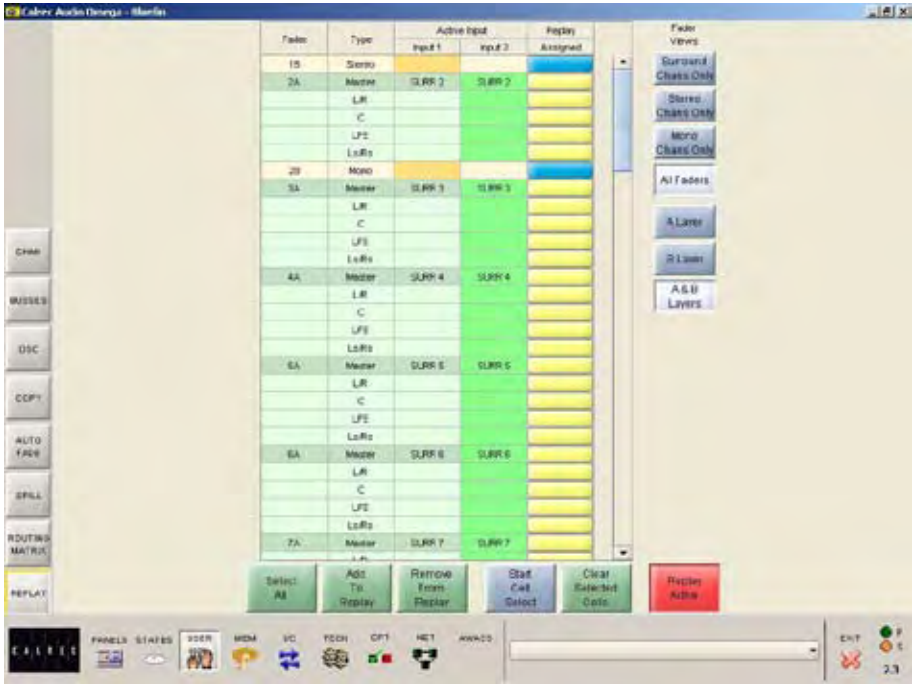 Calrec Audio Omega - Bluefin
Fader Type Active Input Replay
Input 1 Input 2 Assigned
Fader
Views
1B Stereo
2A Master SURR 2 SURR 2
L/R
C
LFE
Ls/Rs
2B Mono
3A Master SURR 3 SURR 3
L/R
C
LFE
Ls/Rs
4A Master SURR 4 SURR 4
L/R
C
LFE
Ls/Rs
5A Master SURR 5 SURR 5
L/R
C
LFE
Ls/Rs
6A Master SURR 6 SURR 6
L/R
C
LFE
Ls/Rs
7A Master SURR 7 SURR 7
L/R
Surround
Chans Only
Stereo
Chans Only
Mono
Chans Only
All Faders
A Layer
B Layer
A & B
Layers
CHAN
BUSSES
OSC
COPY
AUTO
FADE
SPILL
ROUTING
MATRIX
REPLAY
Select
All
Add
To
Replay
Remove
From
Replay
Start
Cell
Select
Clear
Selected
Cells
Replay
Active
CALREC
PANELS STATES USER MEM I/O TECH OPT NET AWACS
EXIT
P
S
2.3